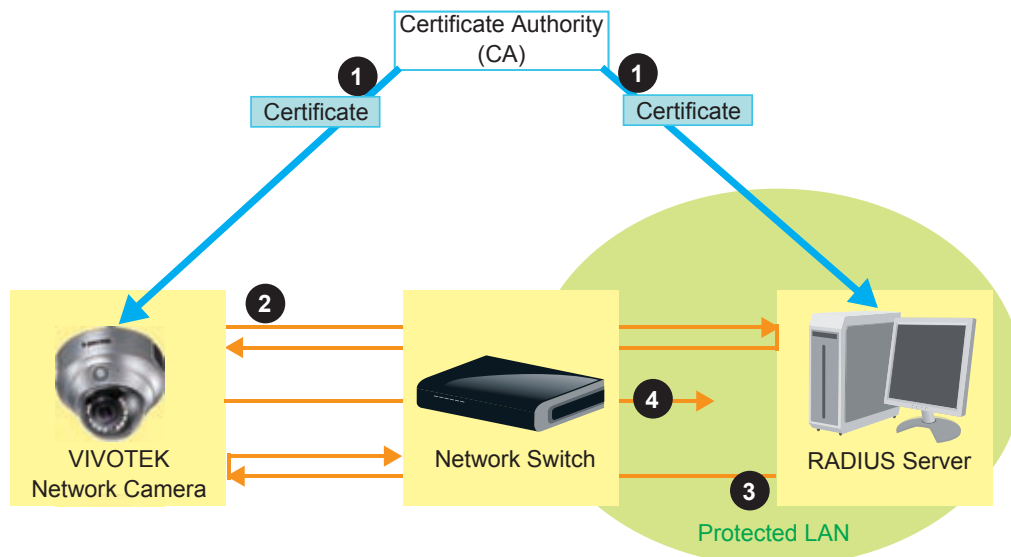 Certificate Authority
(CA)
1
1
Certificate
Certificate
2
4
VIVOTEK
Network Camera
Network Switch
RADIUS Server
3
Protected LAN